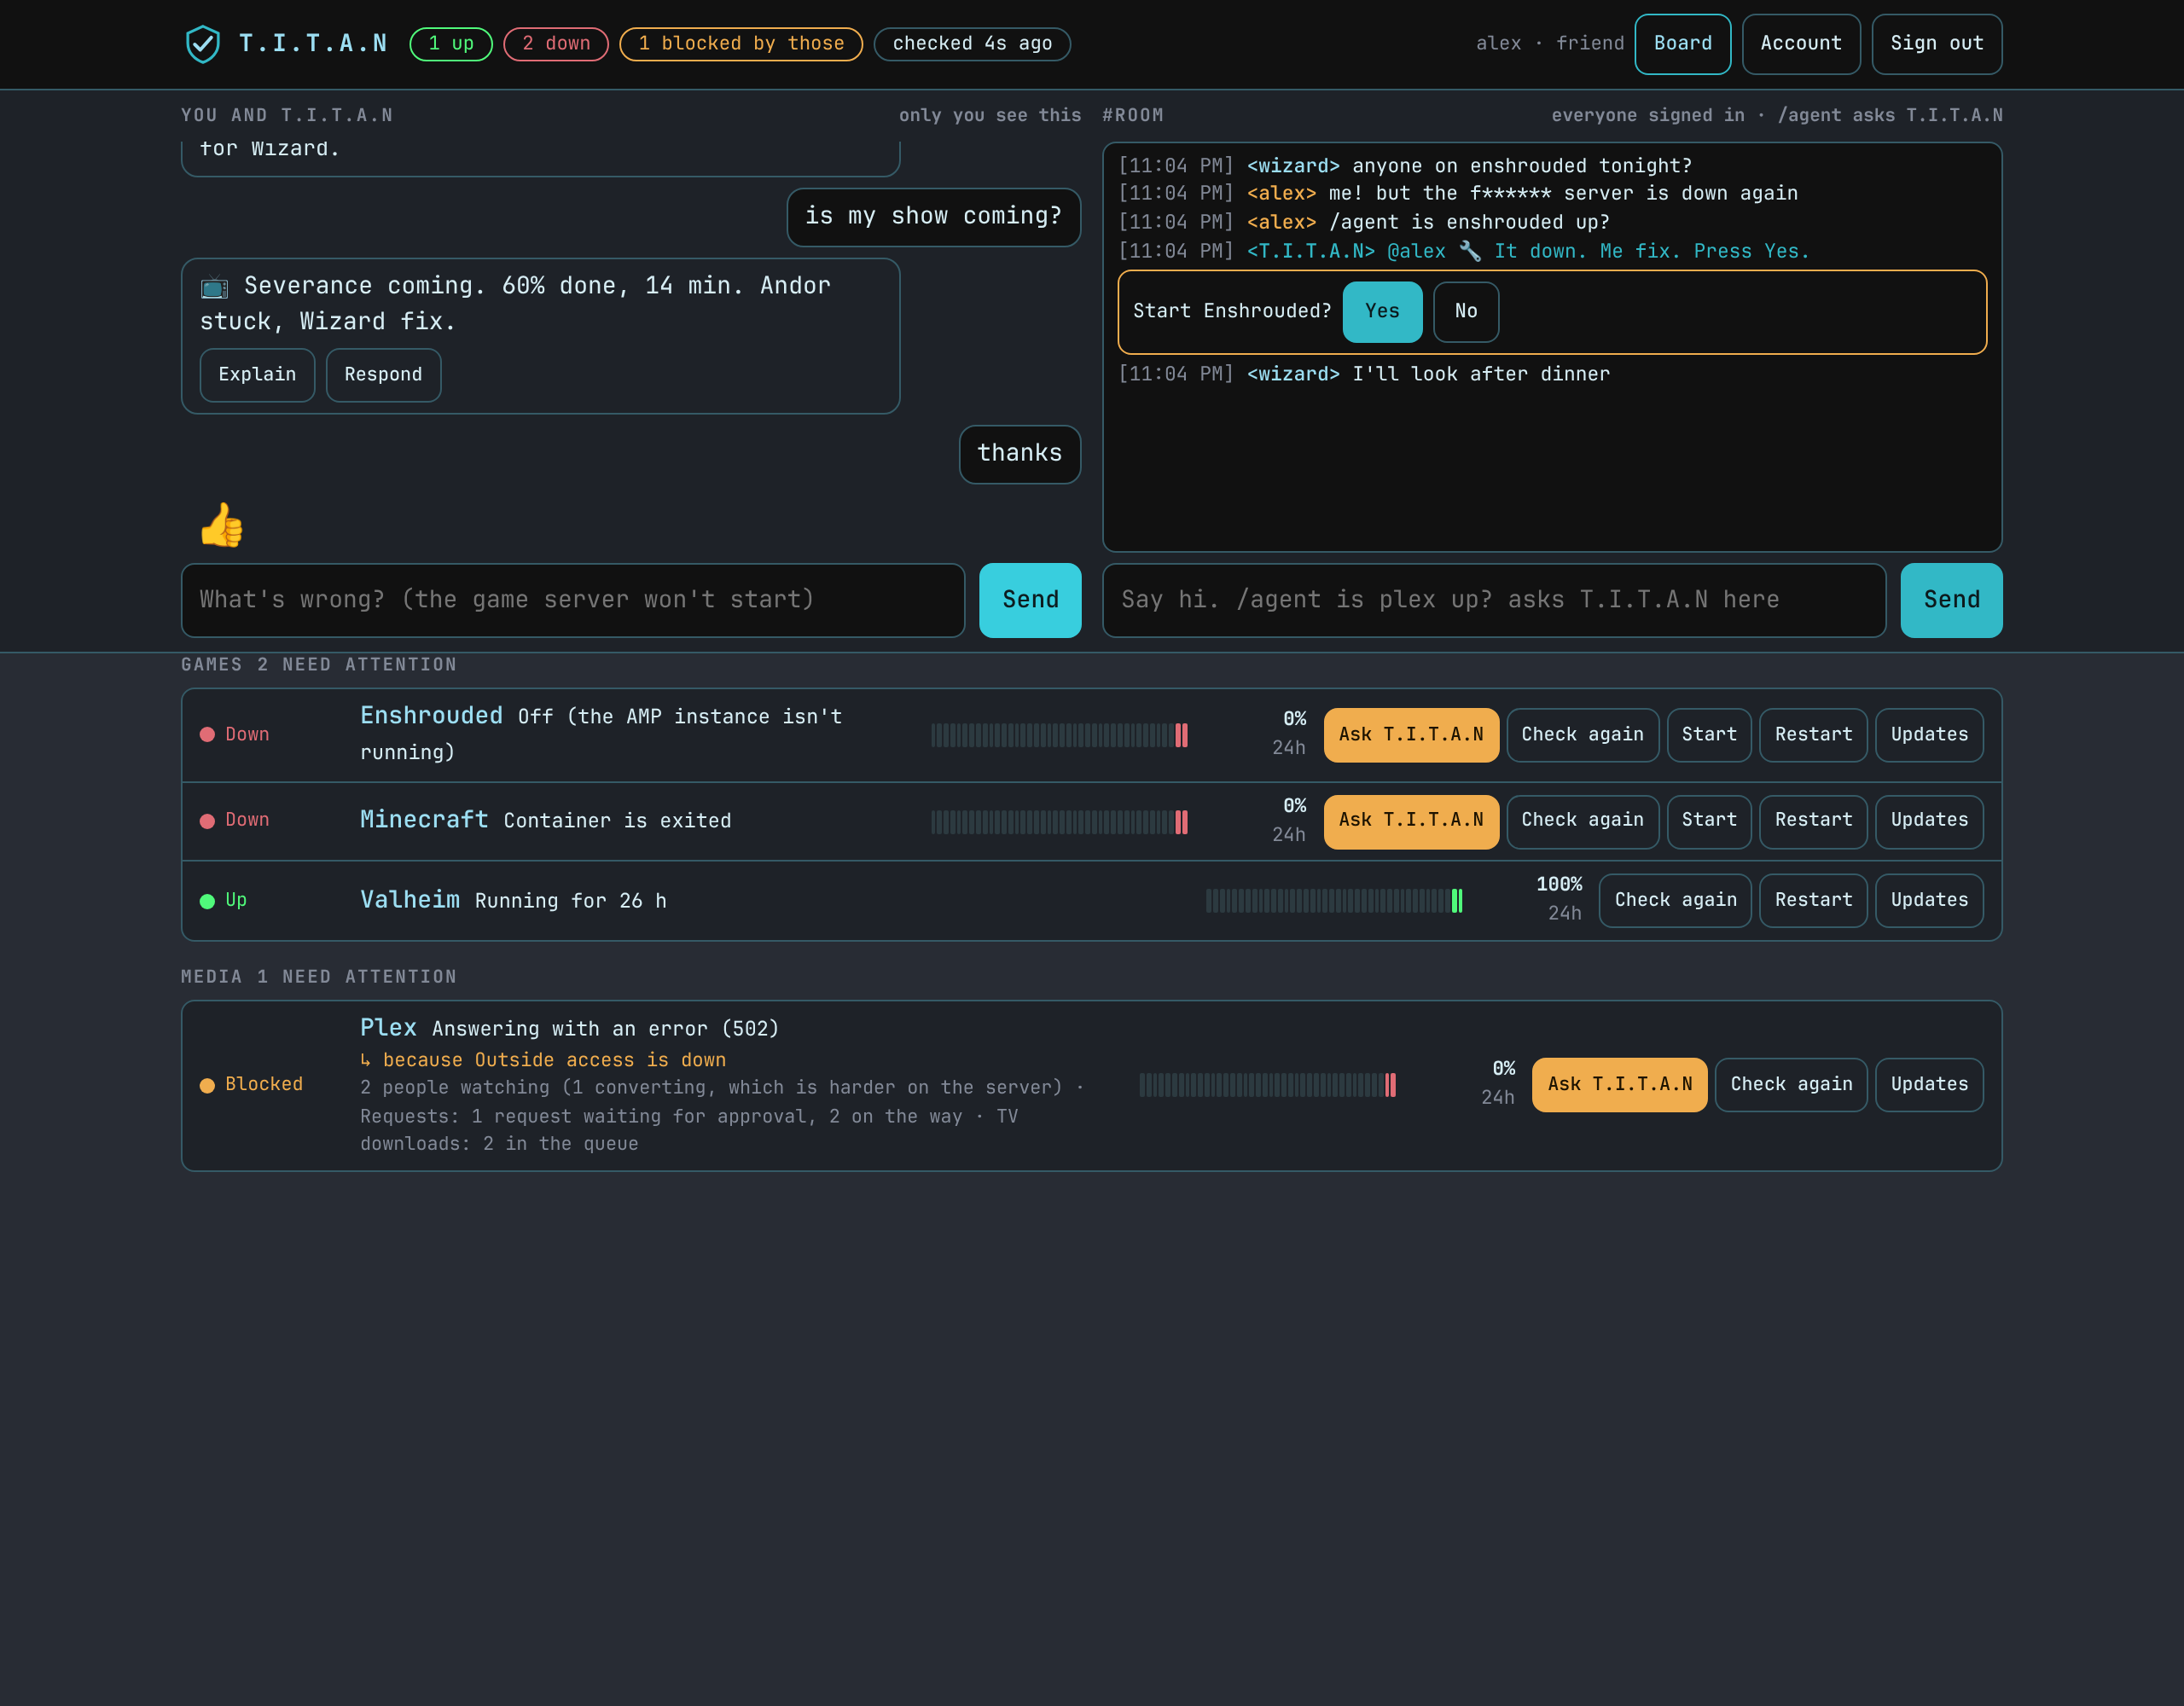 T.I.T.A.N
1 up
2 down
1 blocked by those
checked 4s ago
alex · friend
Board
Account
Sign out
YOU AND T.I.T.A.N
only you see this
for Wizard.
is my show coming?
📺 Severance coming. 60% done, 14 min. Andor
stuck, Wizard fix.
Explain
Respond
thanks
👍
What's wrong? (the game server won't start)
Send
#ROOM
everyone signed in · /agent asks T.I.T.A.N
[11:04 PM] <wizard> anyone on enshrouded tonight?
[11:04 PM] <alex> me! but the f****** server is down again
[11:04 PM] <alex> /agent is enshrouded up?
[11:04 PM] <T.I.T.A.N> @alex 🔧 It down. Me fix. Press Yes.
Start Enshrouded?
Yes
No
[11:04 PM] <wizard> I'll look after dinner
Say hi. /agent is plex up? asks T.I.T.A.N here
Send
GAMES 2 NEED ATTENTION
Down
Enshrouded Off (the AMP instance isn't
running)
0%
24h
Ask T.I.T.A.N
Check again
Start
Restart
Updates
Down
Minecraft Container is exited
0%
24h
Ask T.I.T.A.N
Check again
Start
Restart
Updates
Up
Valheim Running for 26 h
100%
24h
Check again
Restart
Updates
MEDIA 1 NEED ATTENTION
Blocked
Plex Answering with an error (502)
↳ because Outside access is down
2 people watching (1 converting, which is harder on the server) ·
Requests: 1 request waiting for approval, 2 on the way · TV
downloads: 2 in the queue
0%
24h
Ask T.I.T.A.N
Check again
Updates